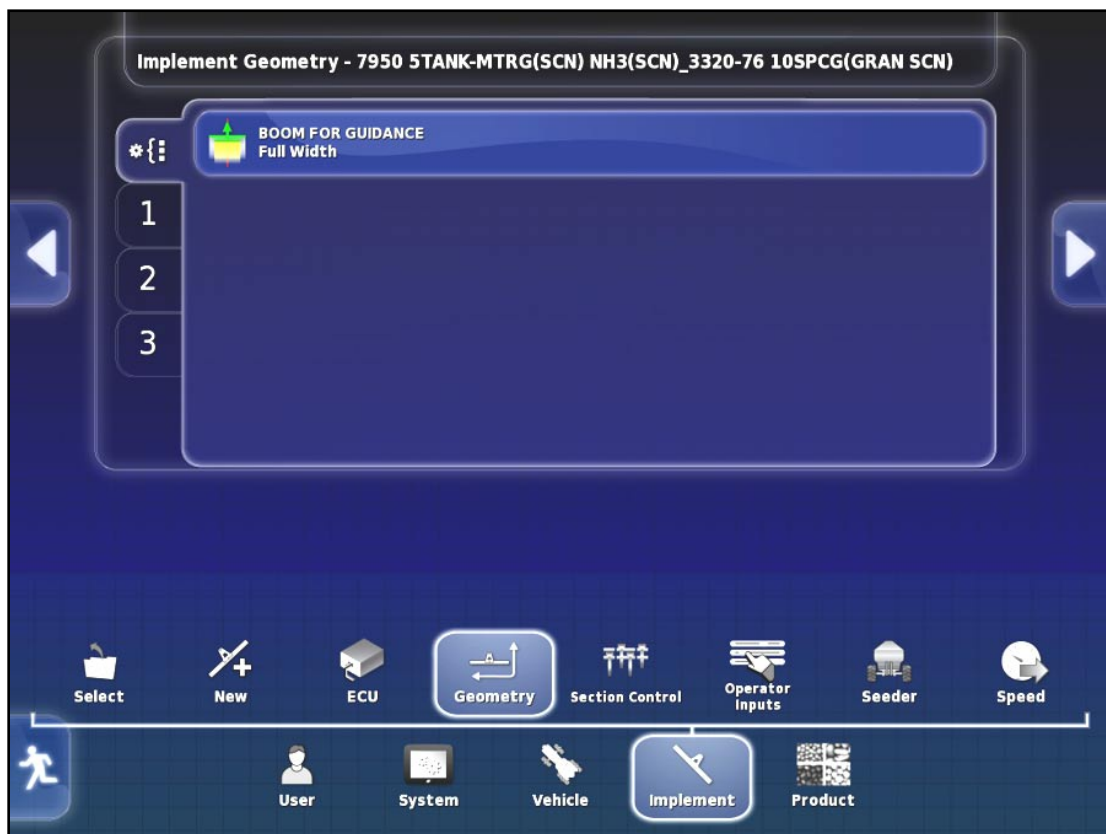 Implement Geometry - 7950 5TANK-MTRG(SCN) NH3(SCN)_3320-76 10SPCG(GRAN SCN)
BOOM FOR GUIDANCE
Full Width
1
2
3
Select
New
ECU
Geometry
Section Control
Operator
Inputs
Seeder
Speed
User
System
Vehicle
Implement
Product